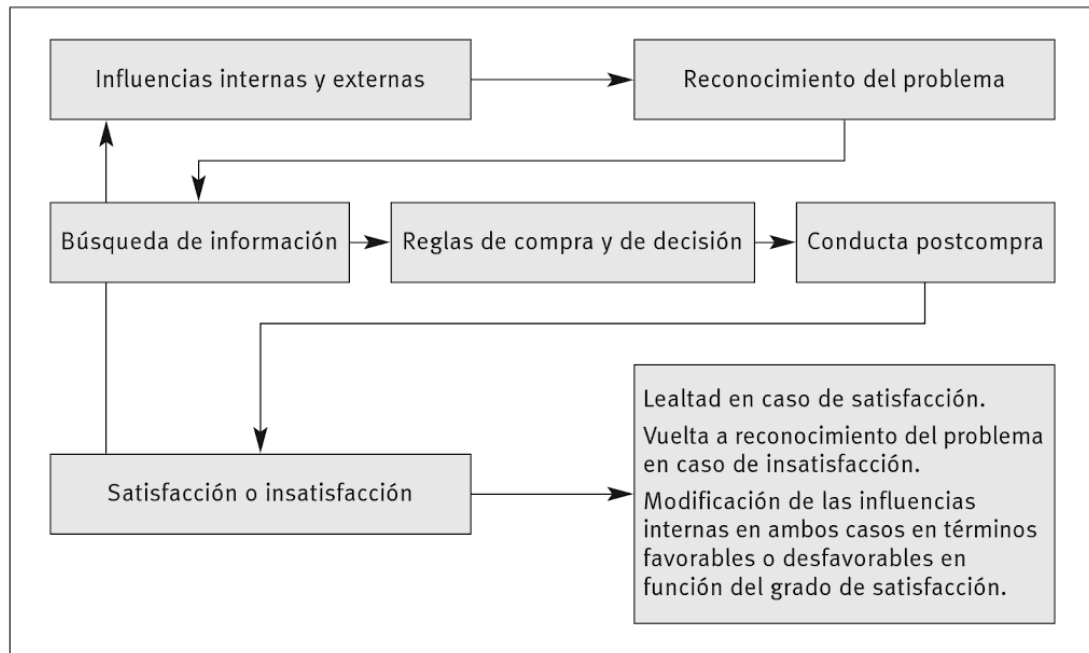 Influencias internas y externas
Reconocimiento del problema
Búsqueda de información
Reglas de compra y de decisión
Conducta postcompra
Satisfacción o insatisfacción
Lealtad en caso de satisfacción.
Vuelta a reconocimiento del problema
en caso de insatisfacción.
Modificación de las influencias
internas en ambos casos en términos
favorables o desfavorables en
función del grado de satisfacción.